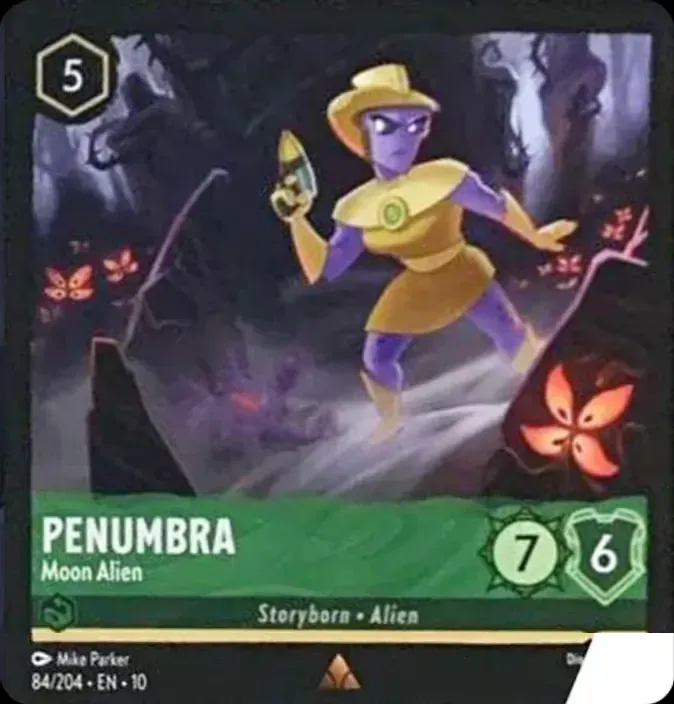 5
PENUMBRA
Moon Alien
7
6
Storyborn • Alien
Mike Parker
84/204 • EN • 10